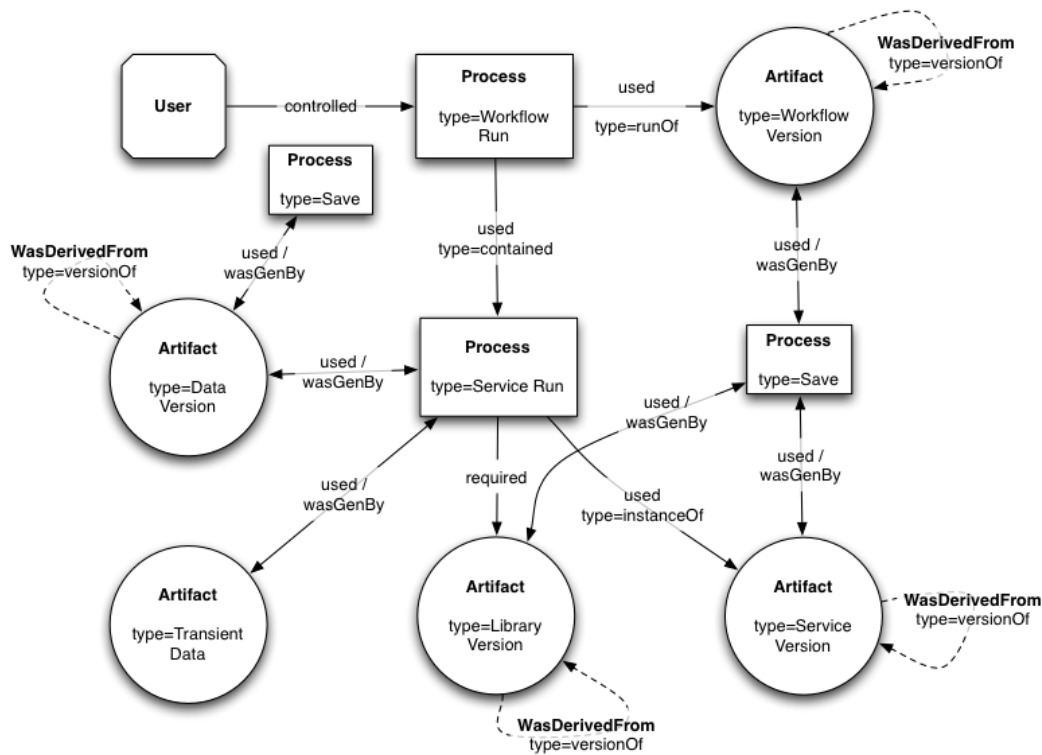 WasDerivedFrom
type=versionOf
User
controlled
Process
type=Workflow
Run
used
type=runOf
Artifact
type=Workflow
Version
Process
type=Save
used /
wasGenBy
used
type=contained
used /
wasGenBy
WasDerivedFrom
type=versionOf
Artifact
type=Data
Version
used /
wasGenBy
Process
type=Service Run
Process
type=Save
used /
wasGenBy
used /
wasGenBy
required
used
type=instanceOf
used /
wasGenBy
Artifact
type=Transient
Data
Artifact
type=Library
Version
Artifact
type=Service
Version
WasDerivedFrom
type=versionOf
WasDerivedFrom
type=versionOf